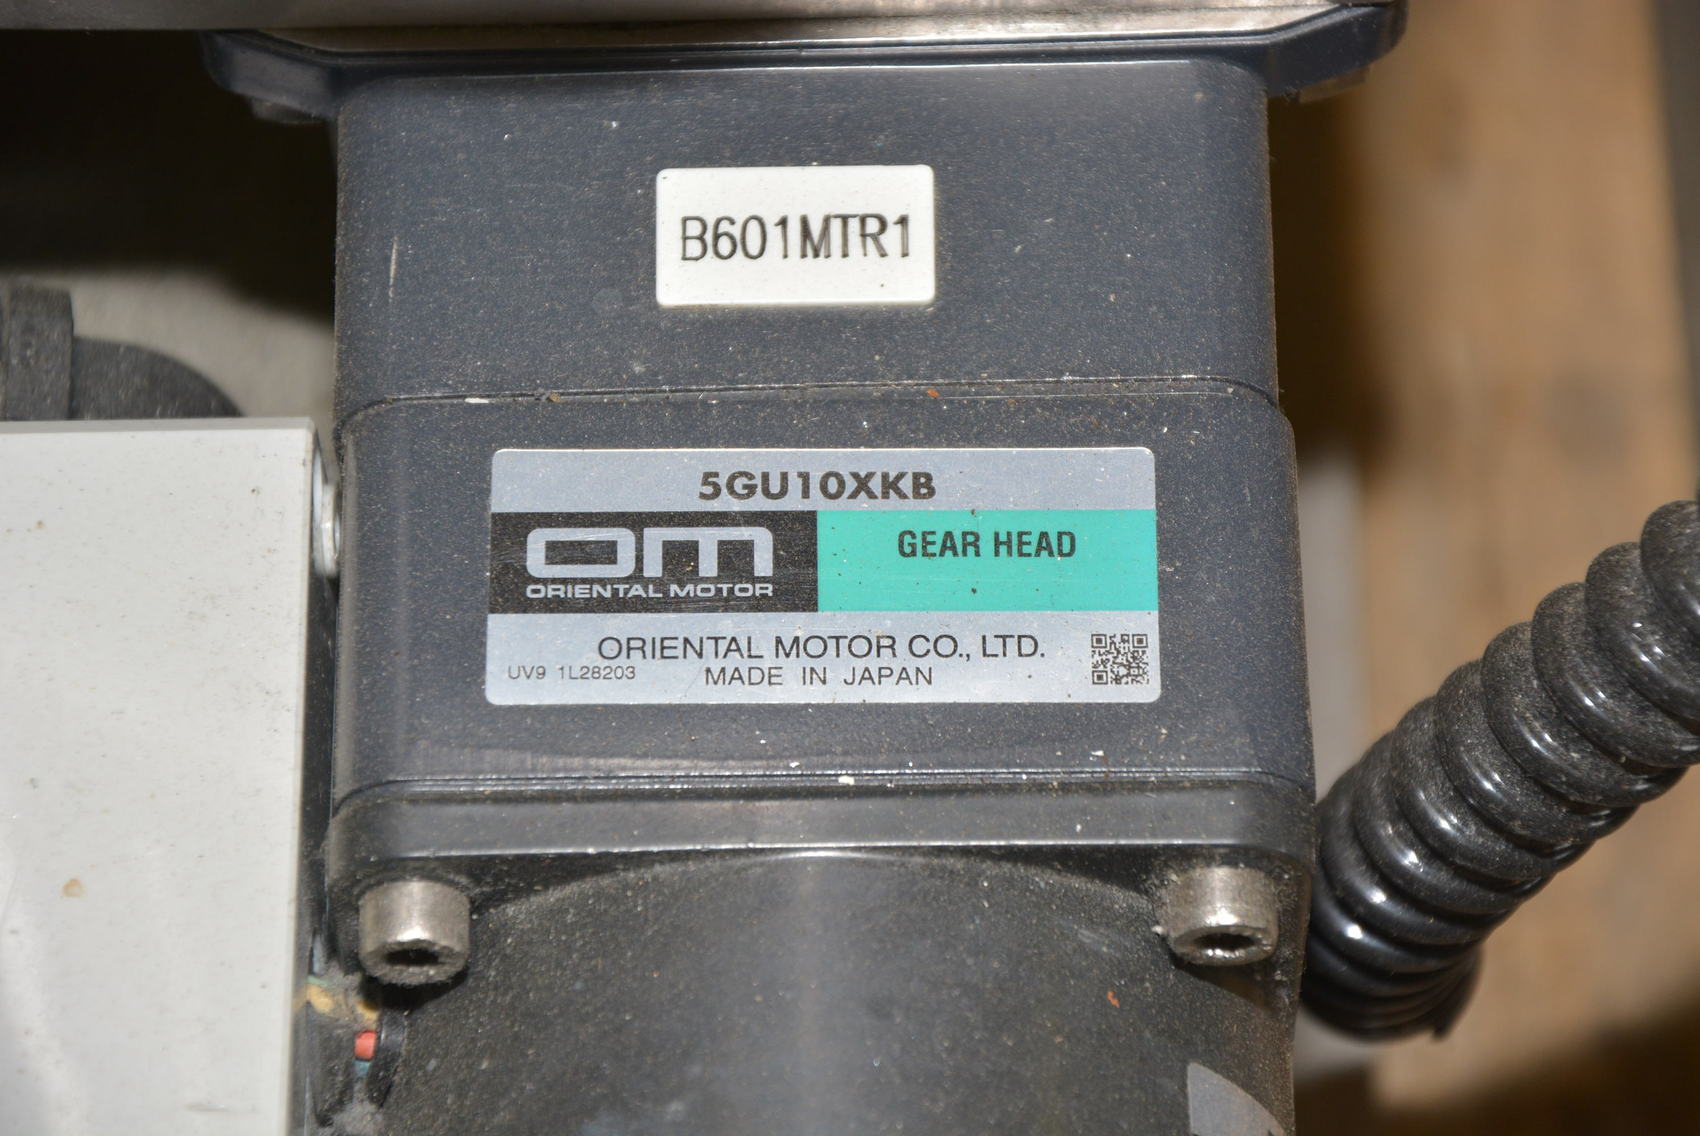 B601MTR1
5GU10XKB
om
ORIENTAL MOTOR
GEAR HEAD
ORIENTAL MOTOR CO., LTD.
UV9 1L28203
MADE IN JAPAN